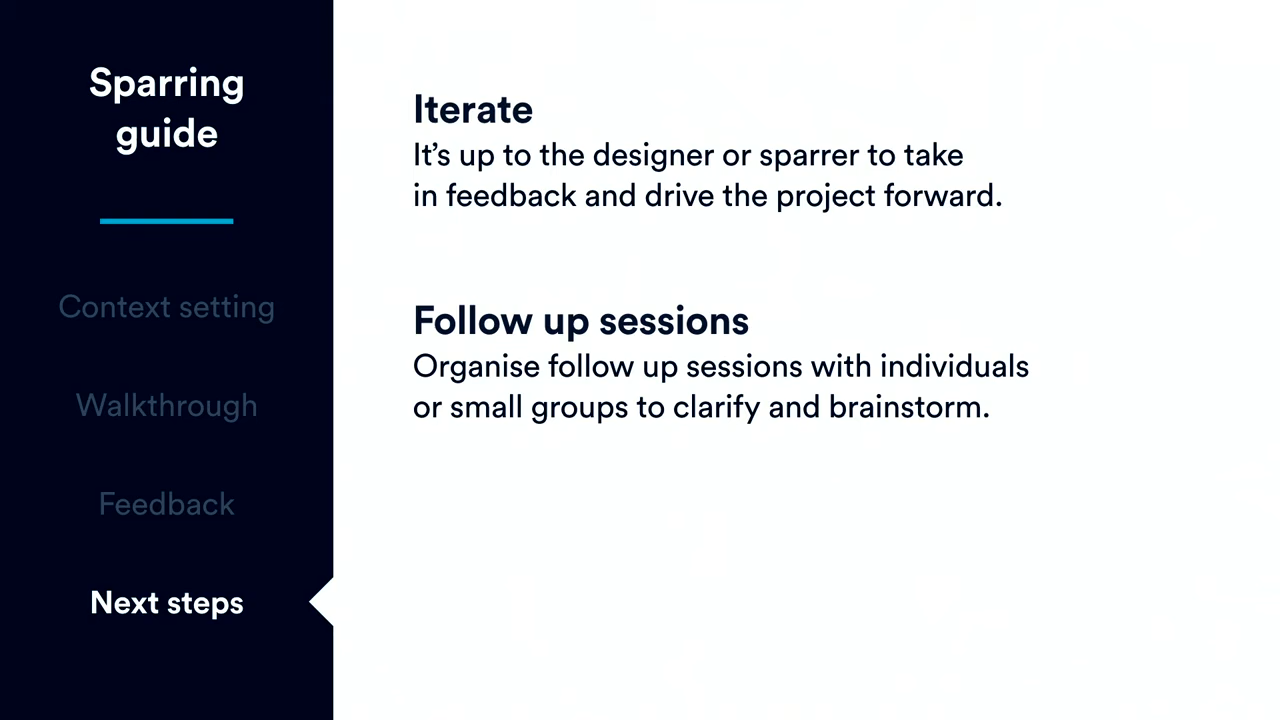 Sparring
guide
Context setting
Walkthrough
Feedback
Next steps
Iterate
It’s up to the designer or sparrer to take
in feedback and drive the project forward.
Follow up sessions
Organise follow up sessions with individuals
or small groups to clarify and brainstorm.